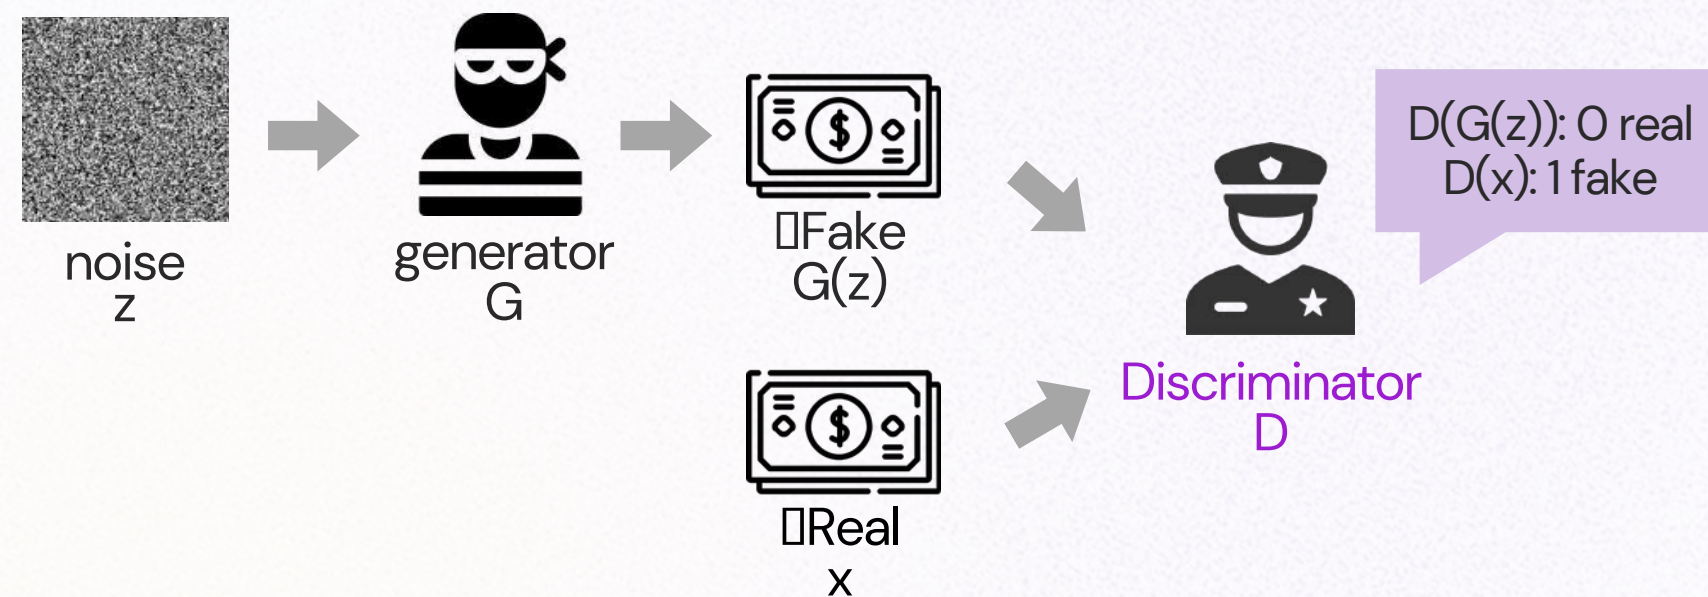 noise
z
generator
G
▯Fake
G(z)
▯Real
x
Discriminator
D
D(G(z)): 0 real
D(x): 1 fake